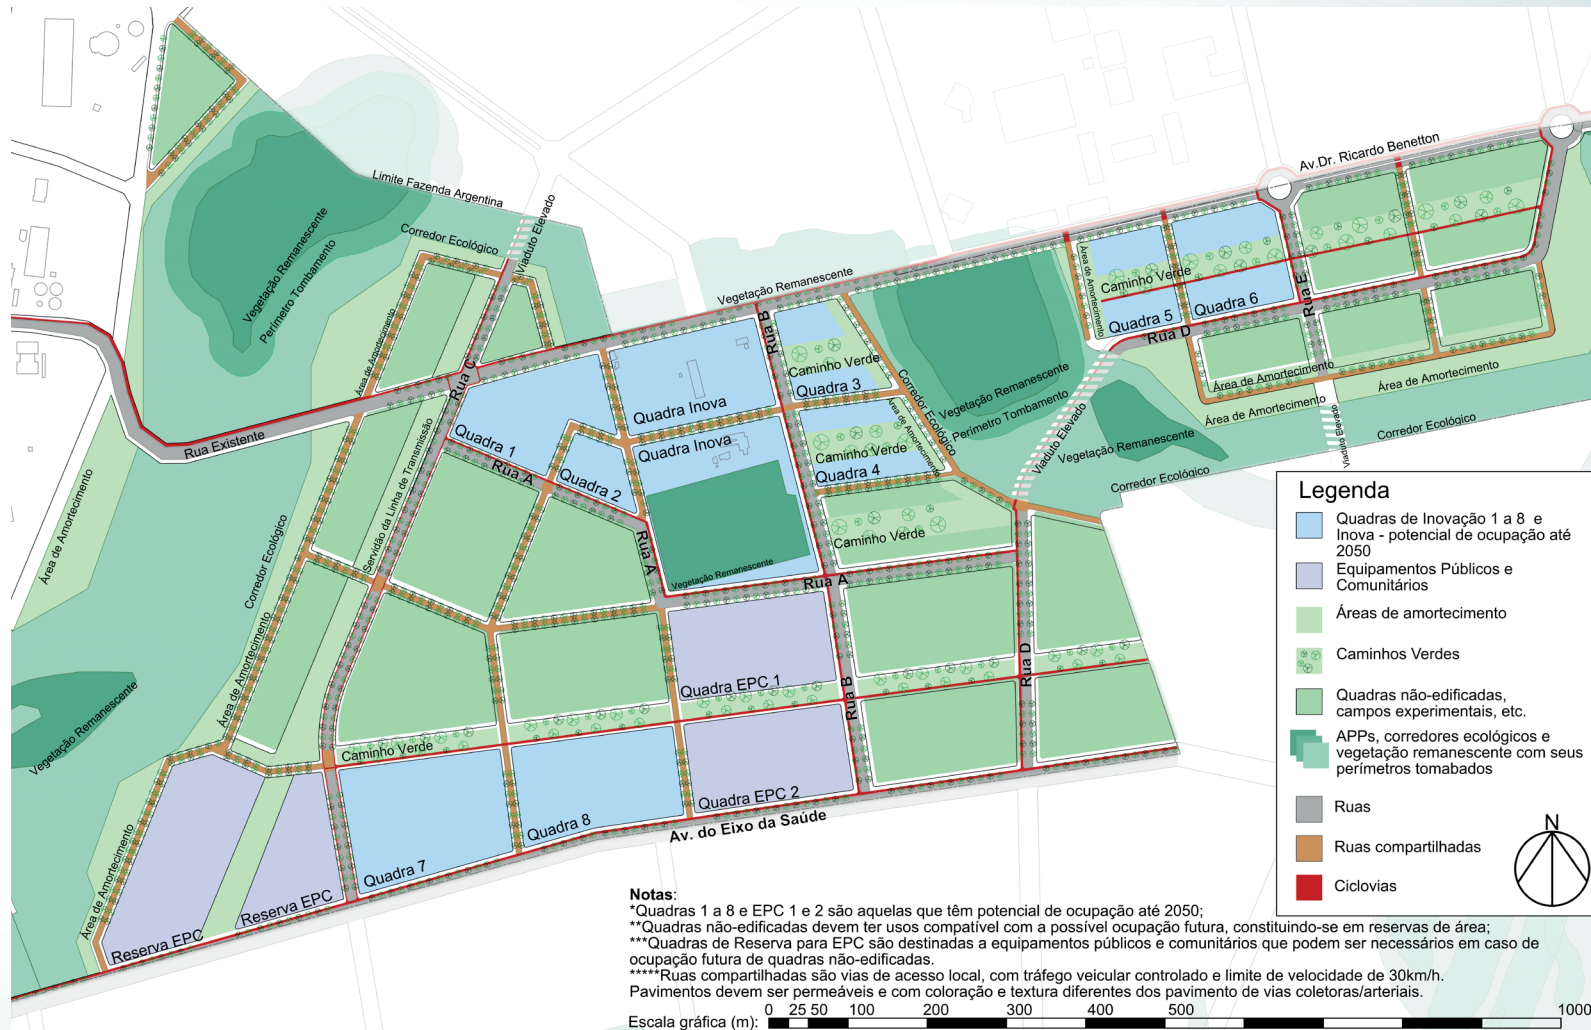 Av.Dr. Ricardo Benetton
Limite Fazenda Argentina
Viaduto Elevado
Corredor Ecológico
Vegetação Remanescente
Perímetro Tombamento
Vegetação Remanescente
Área de Amortecimento
Caminho Verde
Rua E
Quadra 6
Quadra 5
Rua D
Rua B
Caminho Verde
Quadra 3
Área de Amortecimento
Rua C
Corredor Ecológico
Vegetação Remanescente
Perímetro Tombamento
Área de Amortecimento
Área de Amortecimento
Área de Amortecimento
Quadra Inova
Rua Existente
Quadra 1
Quadra Inova
Área de Amortecimento
Caminho Verde
Quadra 4
Viaduto Elevado
Vegetação Remanescente
Viaduto Elevado
Corredor Ecológico
Corredor Ecológico
Rua A
Quadra 2
Servidão da Linha de Transmissão
Área de Amortecimento
Corredor Ecológico
Rua A
Caminho Verde
Vegetação Remanescente
Rua A
Área de Amortecimento
Quadra EPC 1
Rua B
Rua D
Vegetação Remanescente
Caminho Verde
Quadra EPC 2
Quadra 8
Av. do Eixo da Saúde
Quadra 7
Área de Amortecimento
Reserva EPC
Reserva EPC
Legenda
Quadras de Inovação 1 a 8 e
Inova - potencial de ocupação até
2050
Equipamentos Públicos e
Comunitários
Áreas de amortecimento
Caminhos Verdes
Quadras não-edificadas,
campos experimentais, etc.
APPs, corredores ecológicos e
vegetação remanescente com seus
perímetros tomabados
Ruas
Ruas compartilhadas
Ciclovias
N
Notas:
*Quadras 1 a 8 e EPC 1 e 2 são aquelas que têm potencial de ocupação até 2050;
**Quadras não-edificadas devem ter usos compatível com a possível ocupação futura, constituindo-se em reservas de área;
***Quadras de Reserva para EPC são destinadas a equipamentos públicos e comunitários que podem ser necessários em caso de
ocupação futura de quadras não-edificadas.
*****Ruas compartilhadas são vias de acesso local, com tráfego veicular controlado e limite de velocidade de 30km/h.
Pavimentos devem ser permeáveis e com coloração e textura diferentes dos pavimento de vias coletoras/arteriais.
Escala gráfica (m): 0 25 50 100 200 300 400 500 1000